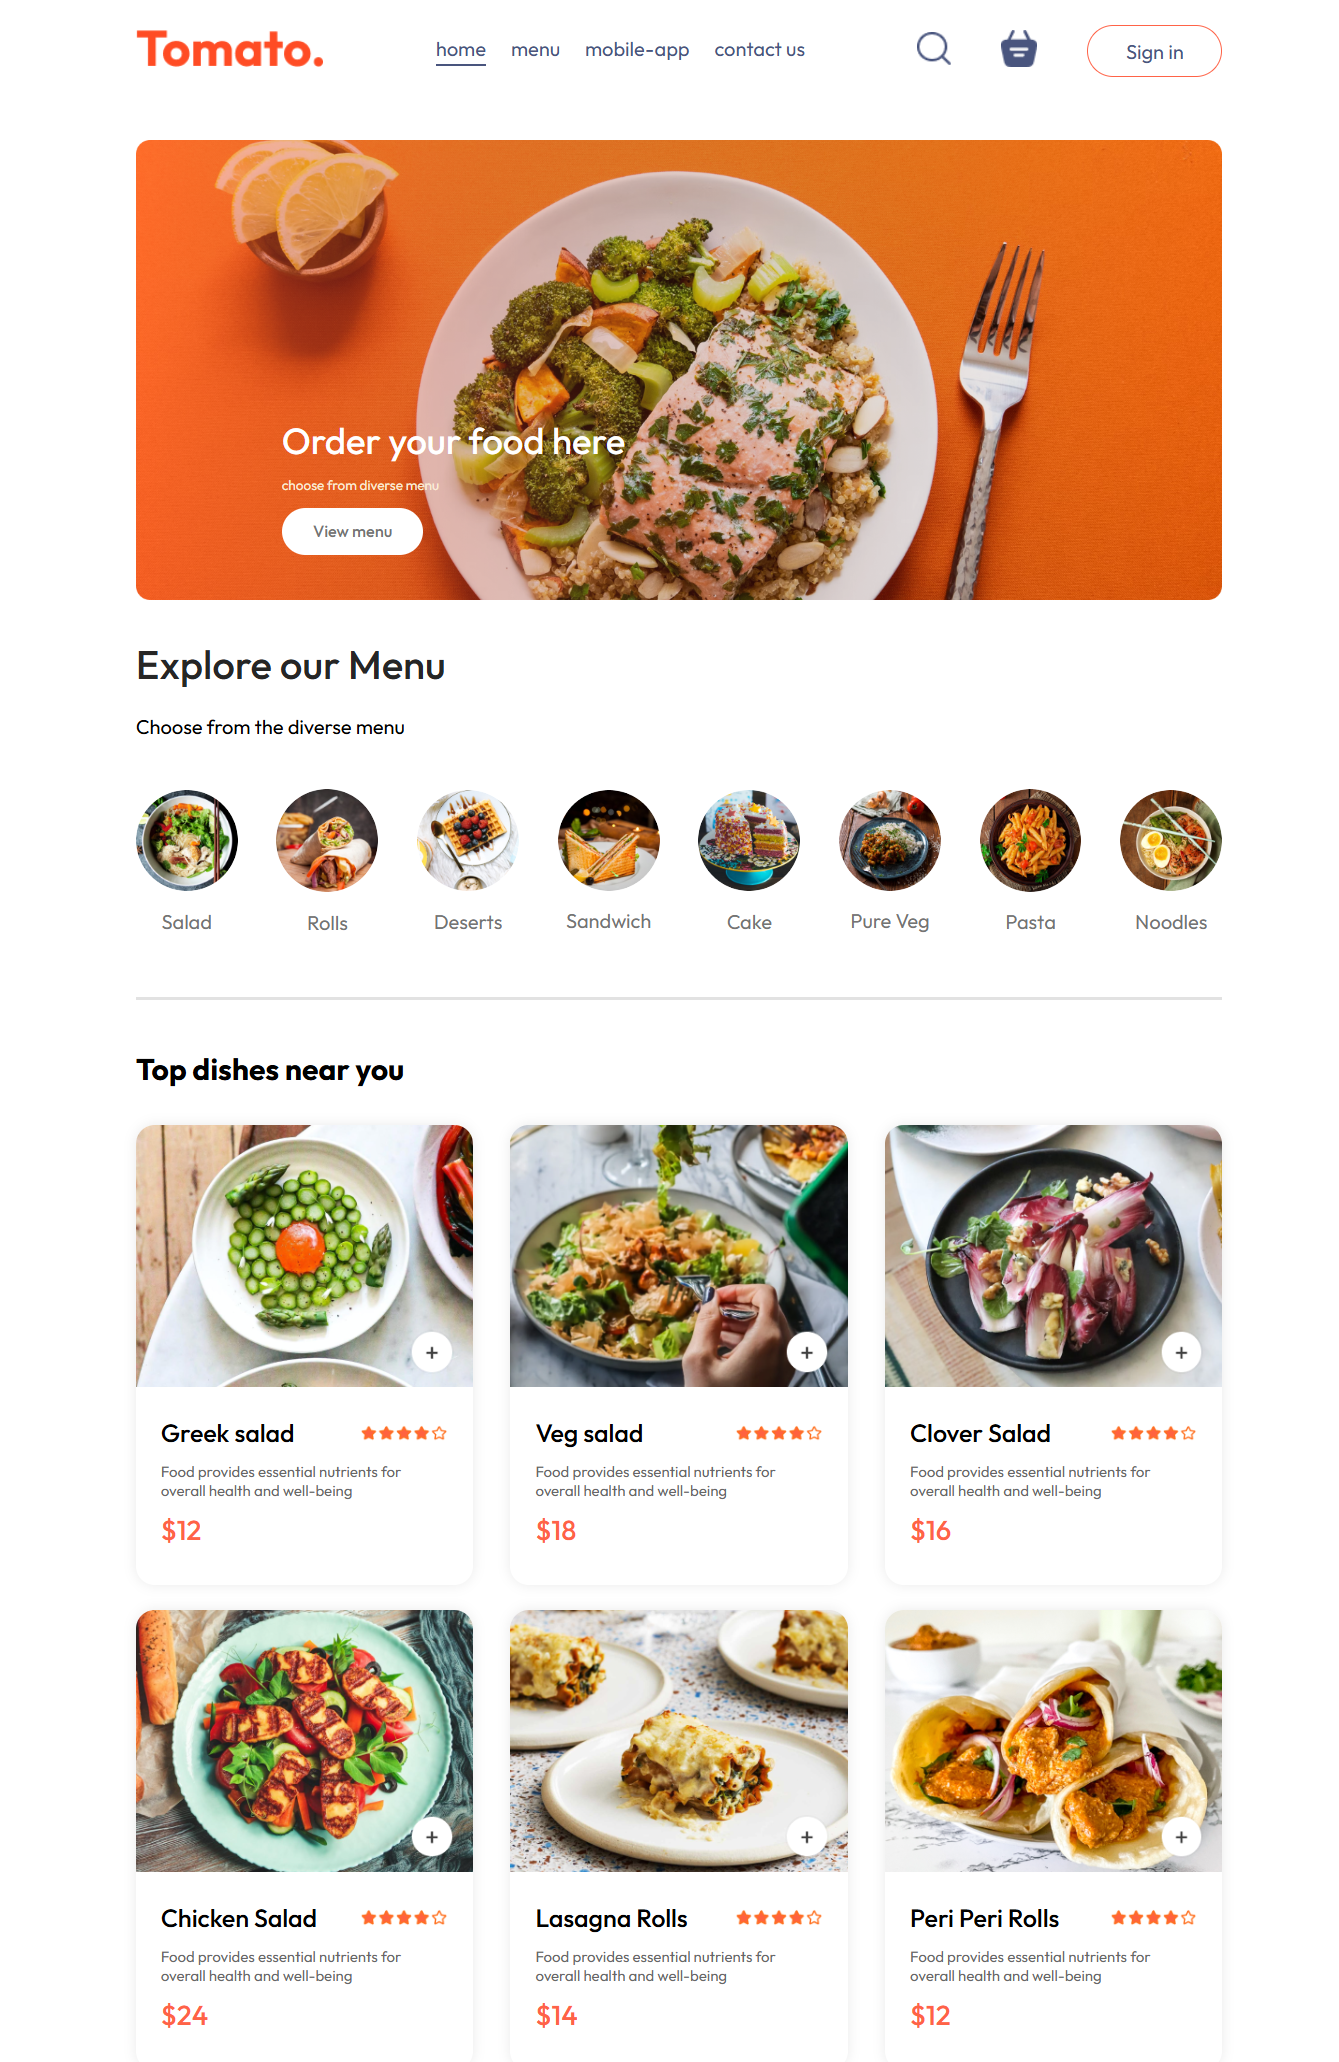 Tomato.
home menu mobile-app contact us
Sign in
Order your food here
choose from diverse menu
View menu
Explore our Menu
Choose from the diverse menu
Salad Rolls Deserts Sandwich Cake Pure Veg Pasta Noodles
Top dishes near you
Greek salad
Food provides essential nutrients for
overall health and well-being
$12
Veg salad
Food provides essential nutrients for
overall health and well-being
$18
Clover Salad
Food provides essential nutrients for
overall health and well-being
$16
Chicken Salad
Food provides essential nutrients for
overall health and well-being
$24
Lasagna Rolls
Food provides essential nutrients for
overall health and well-being
$14
Peri Peri Rolls
Food provides essential nutrients for
overall health and well-being
$12